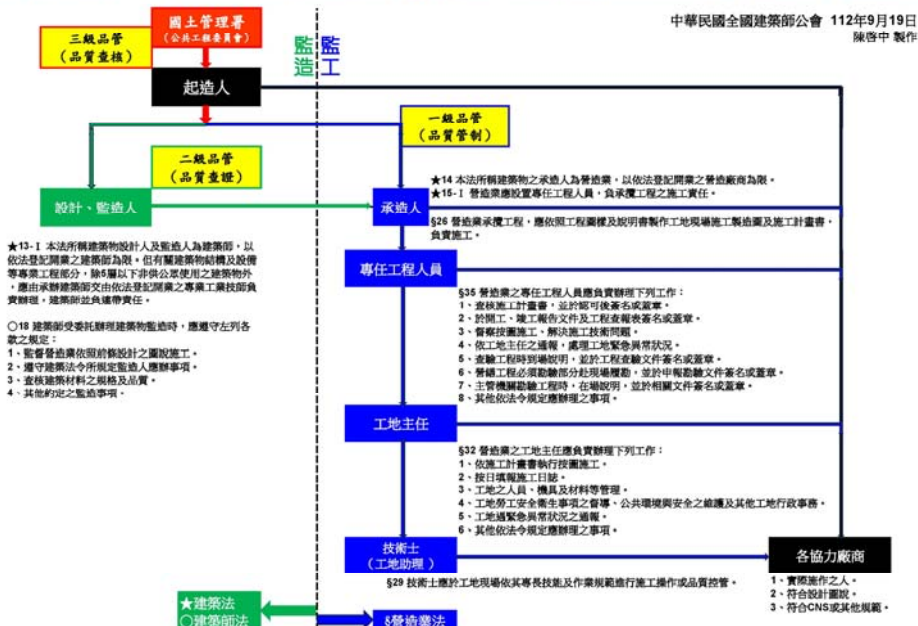 中華民國全國建築師公會 112年9月19日
陳啓中 製作
三級品管
(品質查核)
國土管理署
(公共工程委員會)
監造
監工
起造人
一級品管
(品質管制)
二級品管
(品質查證)
設計、監造人
承造人
★14 本法所稱建築物之承造人為營造業,以依法登記開業之營造廠商為限。
★15-I 營造業應設置專任工程人員,負承攬工程之施工責任。
§26 營造業承攬工程,應依照工程圖樣及說明書製作工地現場施工製造圖及施工計畫書,
負責施工。
★13-I 本法所稱建築物設計人及監造人為建築師,以
依法登記開業之建築師為限。但有關建築物結構及設備
等專業工程部分,除5層以下非供公眾使用之建築物外
,應由承辦建築師交由依法登記開業之專業工業技師負
責辦理,建築師並負連帶責任。
○18 建築師受委託辦理建築物監造時,應遵守左列各
款之規定:
1、監督營造業依照前條設計之圖說施工。
2、遵守建築法令所規定監造人應辦事項。
3、查核建築材料之規格及品質。
4、其他約定之監造事項。
專任工程人員
§35 營造業之專任工程人員應負責辦理下列工作:
1、查核施工計畫書,並於認可後簽名或蓋章。
2、於開工、竣工報告文件及工程查報表簽名或蓋章。
3、督察按圖施工、解決施工技術問題。
4、依工地主任之通報,處理工地緊急異常狀況。
5、查驗工程時到場說明,並於工程查驗文件簽名或蓋章。
6、營繕工程必須勘驗部分赴現場履勘,並於申報勘驗文件簽名或蓋章。
7、主管機關勘驗工程時,在場說明,並於相關文件簽名或蓋章。
8、其他依法令規定應辦理之事項。
工地主任
§32 營造業之工地主任應負責辦理下列工作:
1、依施工計畫書執行按圖施工。
2、按日填報施工日誌。
3、工地之人員、機具及材料等管理。
4、工地勞工安全衛生事項之督導、公共環境與安全之維護及其他工地行政事務。
5、工地遇緊急異常狀況之通報。
6、其他依法令規定應辦理之事項。
技術士
(工地助理)
§29 技術士應於工地現場依其專長技能及作業規範進行施工操作或品質控管。
各協力廠商
1、實際施作之人。
2、符合設計圖說。
3、符合CNS或其他規範。
★建築法
○建築師法
§營造業法